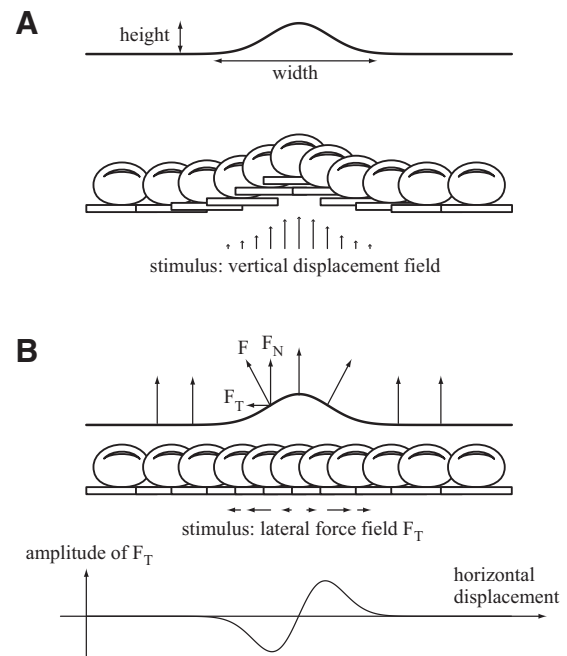 A
height
width
stimulus: vertical displacement field
B
F
F_N
F_T
stimulus: lateral force field F_T
amplitude of F_T
horizontal
displacement